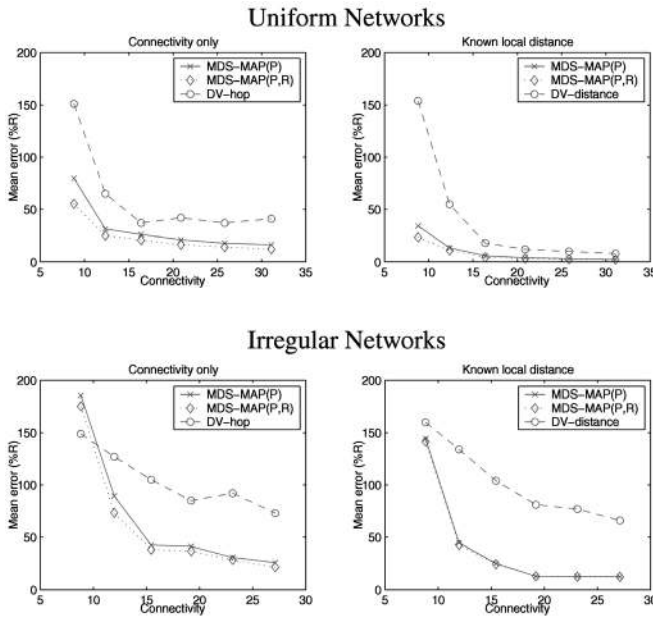 Uniform Networks
Connectivity only
Mean error (%R)
200
150
100
50
0
5 10 15 20 25 30 35
Connectivity
MDS-MAP(P)
MDS-MAP(P,R)
DV-hop
Known local distance
Mean error (%R)
200
150
100
50
0
5 10 15 20 25 30 35
Connectivity
MDS-MAP(P)
MDS-MAP(P,R)
DV-distance
Irregular Networks
Connectivity only
Mean error (%R)
200
150
100
50
0
5 10 15 20 25 30
Connectivity
MDS-MAP(P)
MDS-MAP(P,R)
DV-hop
Known local distance
Mean error (%R)
200
150
100
50
0
5 10 15 20 25 30
Connectivity
MDS-MAP(P)
MDS-MAP(P,R)
DV-distance